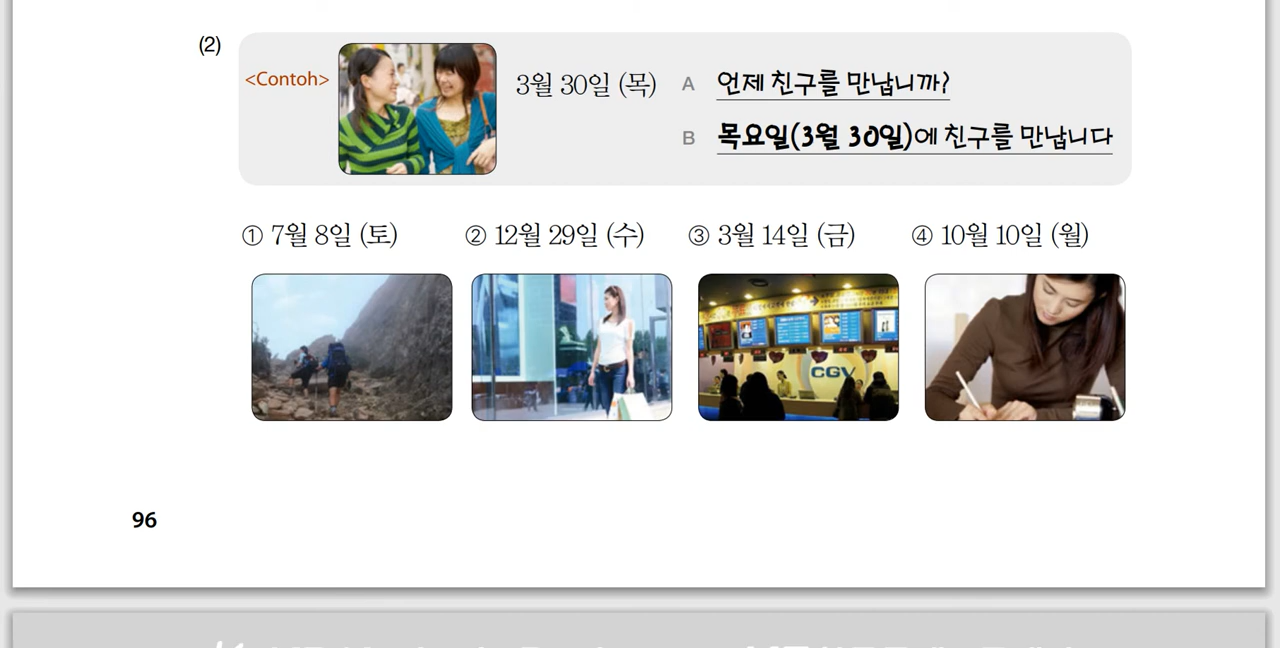 (2)
<Contoh>
3월 30일 (목)
A 언제 친구를 만납니까?
B 목요일(3월 30일)에 친구를 만납니다
① 7월 8일 (토)
② 12월 29일 (수)
③ 3월 14일 (금)
④ 10월 10일 (월)
CGV
96